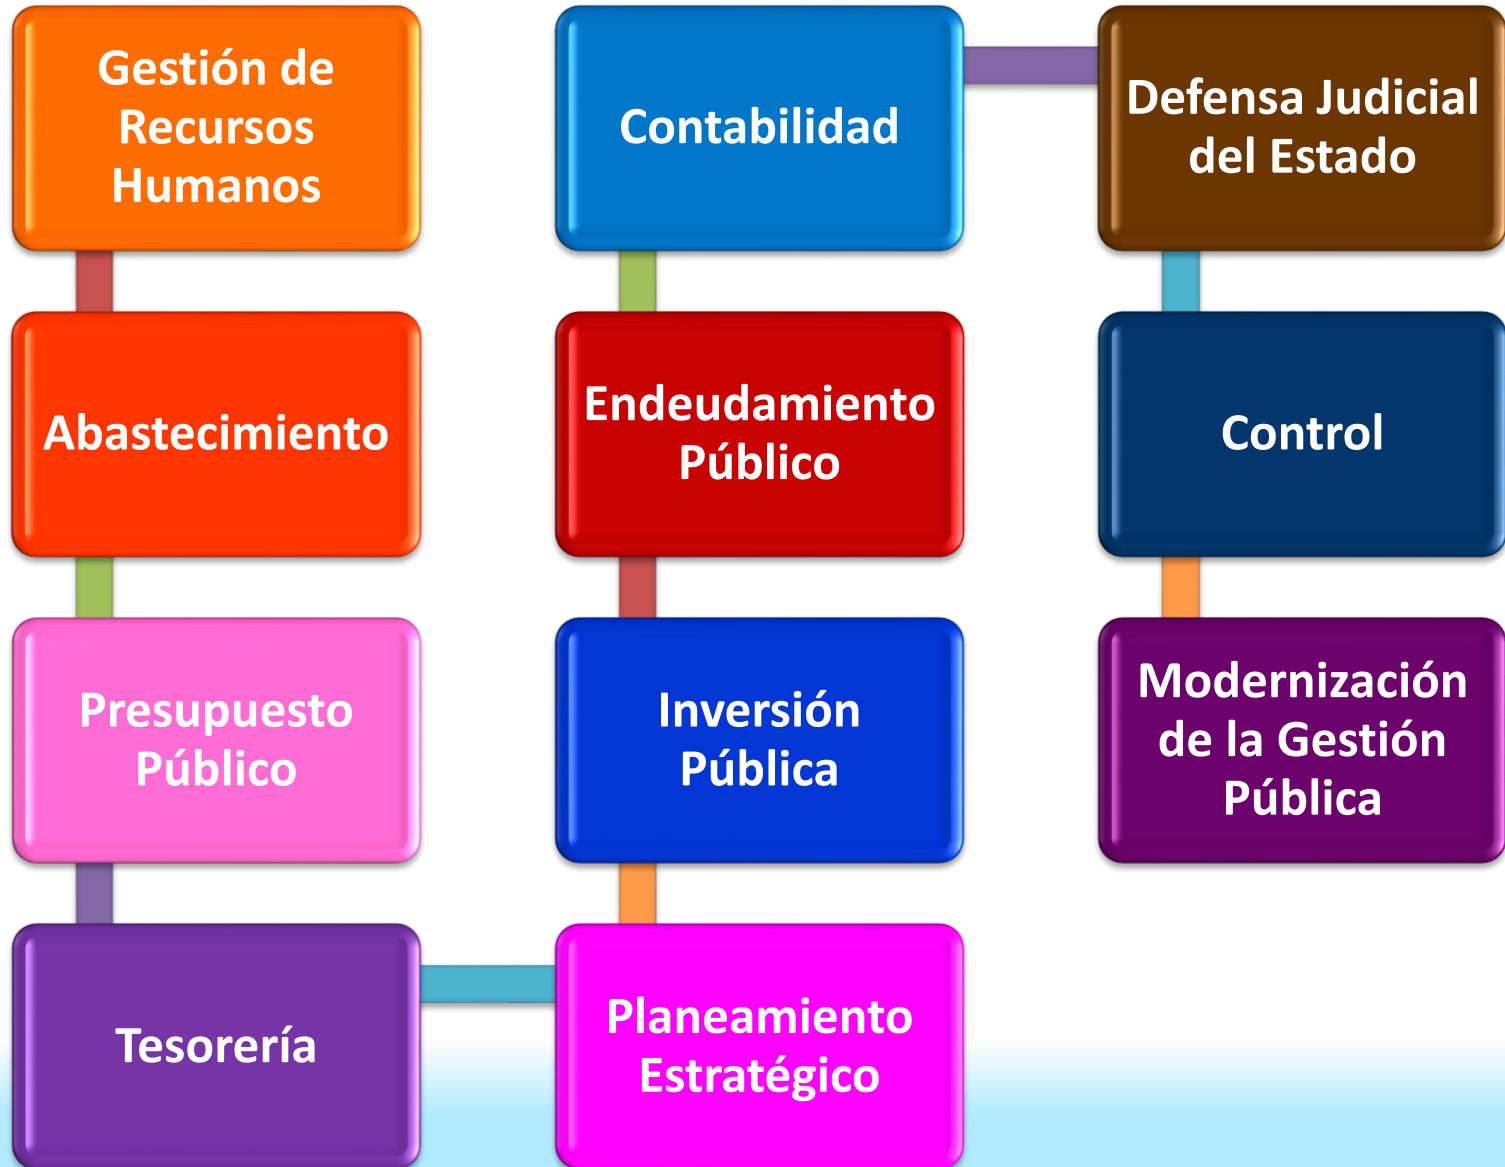 Gestión de
Recursos
Humanos
Abastecimiento
Presupuesto
Público
Tesorería
Planeamiento
Estratégico
Inversión
Pública
Endeudamiento
Público
Contabilidad
Defensa Judicial
del Estado
Control
Modernización
de la Gestión
Pública